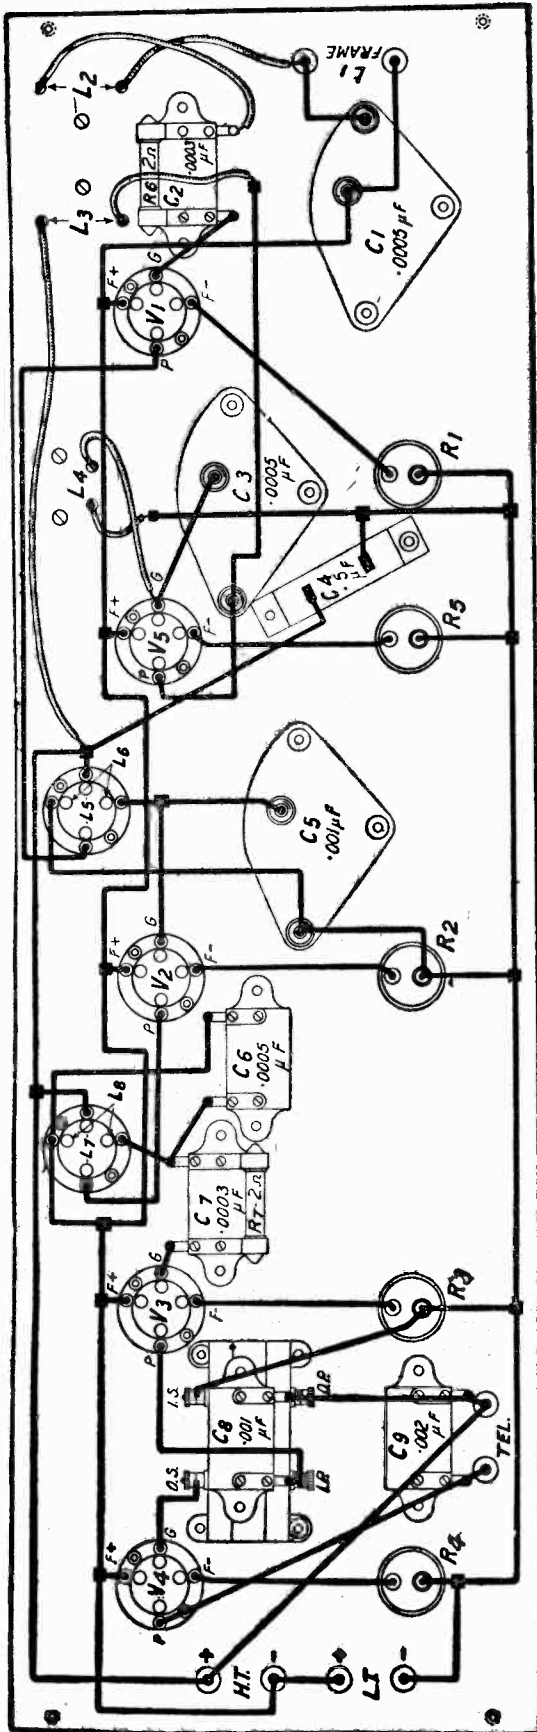 L2
L1
FRAME
R6 2Ω
C2
.0003
µF
L3
C1
.0005µF
G
F+
V1
F-
P
R1
L4
C3
.0005
µF
C4
.5
µF
G
F+
V5
F-
P
R5
L6
L5
C5
.001µF
G
F+
V2
F-
P
R2
C6
.0005
µF
L8
L7
C7
.0003
µF
R7 2Ω
G
F+
V3
F-
P
R3
I.S.
O.P.
C8
.001
µF
O.S.
I.P.
C9
.002
µF
TEL.
G
F+
V4
F-
P
R4
+
H.T.
-
+
LT
-